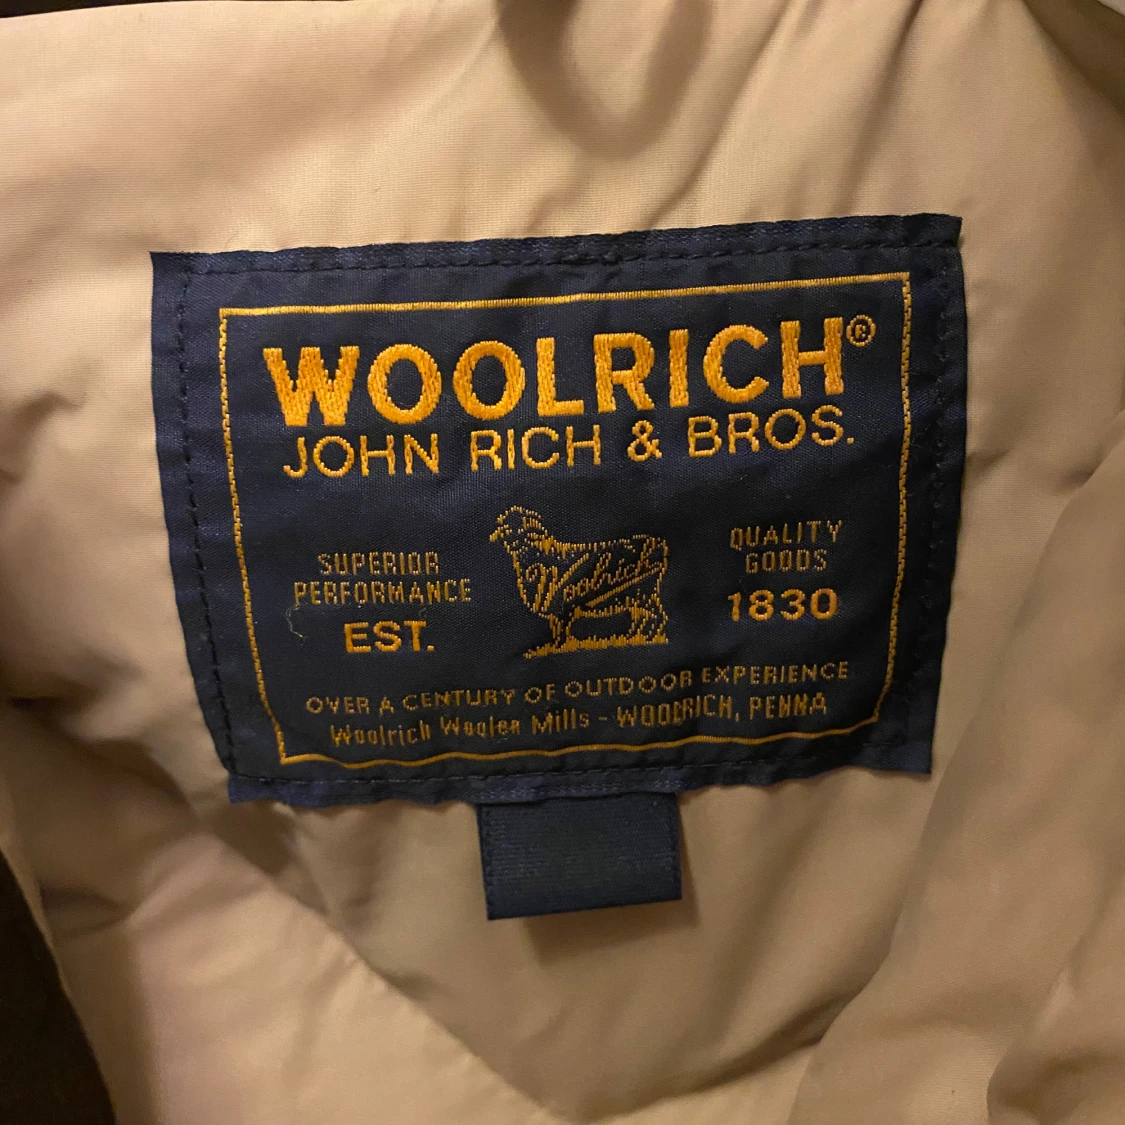 WOOLRICH®
JOHN RICH & BROS.
SUPERIOR
PERFORMANCE
EST.
Woolrich
QUALITY
GOODS
1830
OVER A CENTURY OF OUTDOOR EXPERIENCE
Woolrich Woolen Mills - WOOLRICH, PENNA